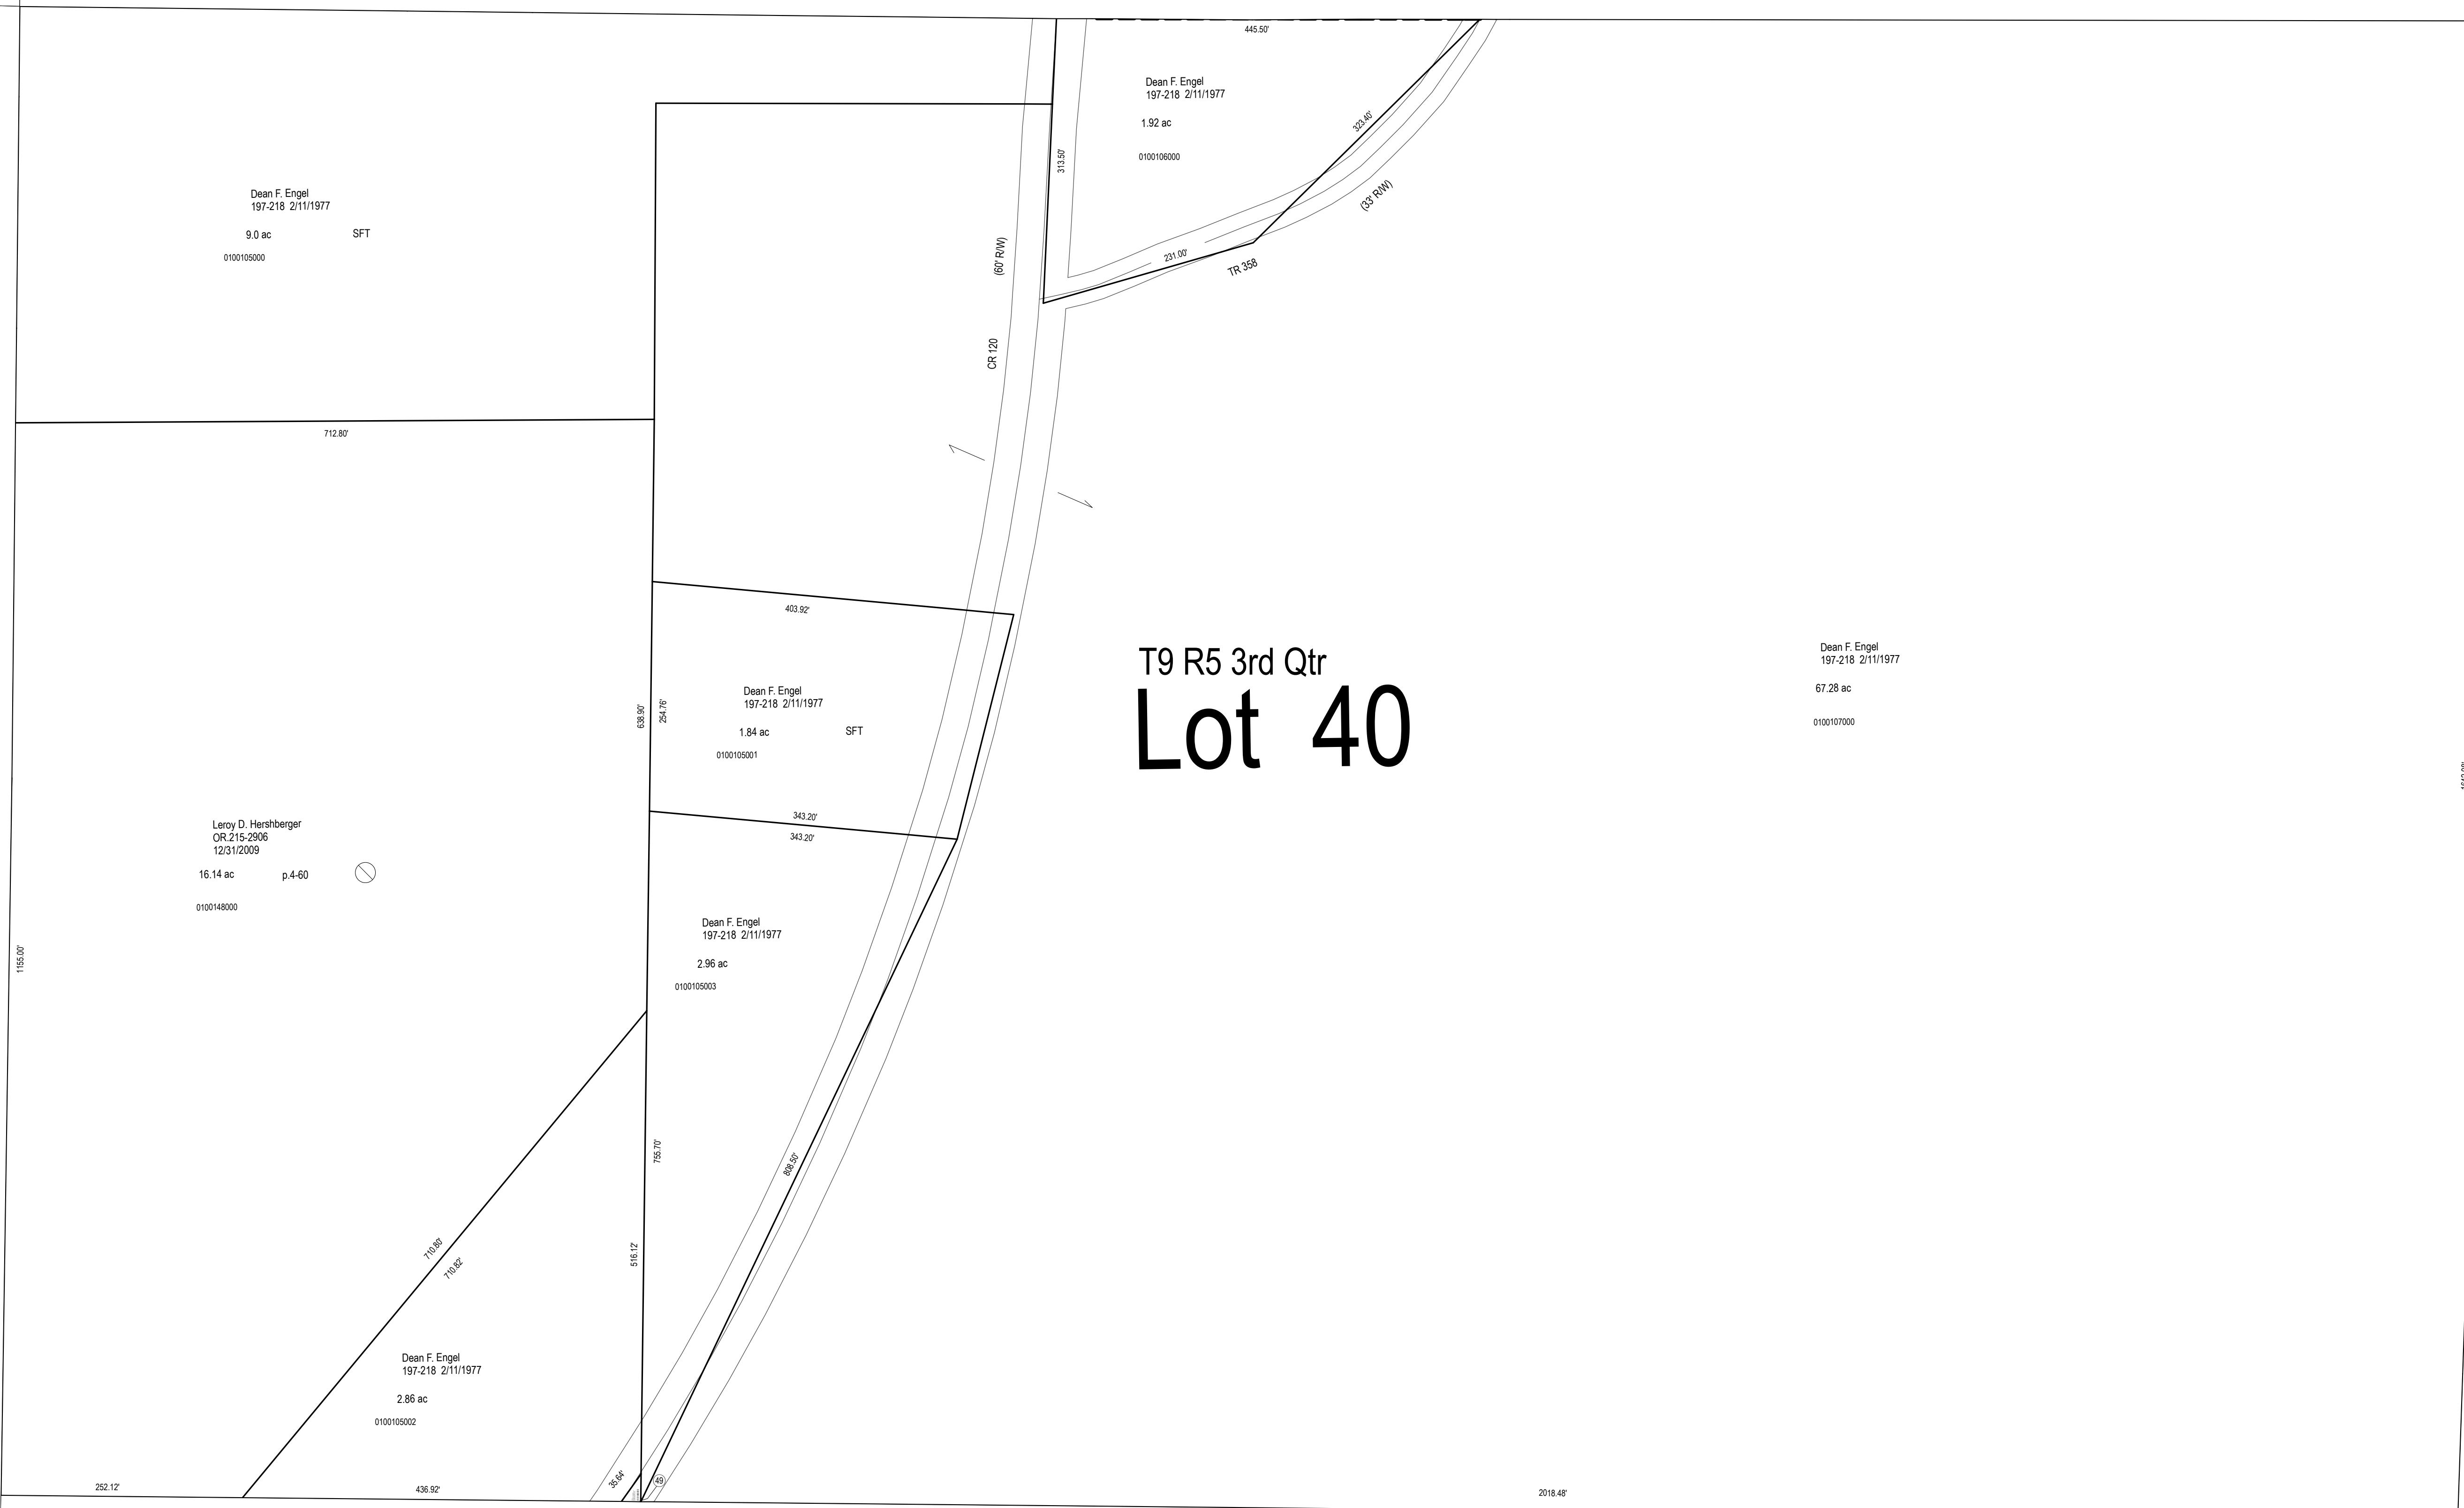 445.50'
Dean F. Engel
197-218 2/11/1977
1.92 ac
0100106000
313.50'
323.40'
231.00'
(33' R/W)
TR 358
Dean F. Engel
197-218 2/11/1977
9.0 ac SFT
0100105000
(60' R/W)
CR 120
712.80'
403.92'
T9 R5 3rd Qtr
Lot 40
Dean F. Engel
197-218 2/11/1977
67.28 ac
0100107000
638.90'
254.76'
Dean F. Engel
197-218 2/11/1977
1.84 ac SFT
0100105001
343.20'
343.20'
Leroy D. Hershberger
OR.215-2906
12/31/2009
16.14 ac p.4-60
0100148000
Dean F. Engel
197-218 2/11/1977
2.96 ac
0100105003
1155.00'
755.70'
808.50'
516.12'
710.80'
710.82'
Dean F. Engel
197-218 2/11/1977
2.86 ac
0100105002
252.12'
436.92'
35.64'
49
2018.48'